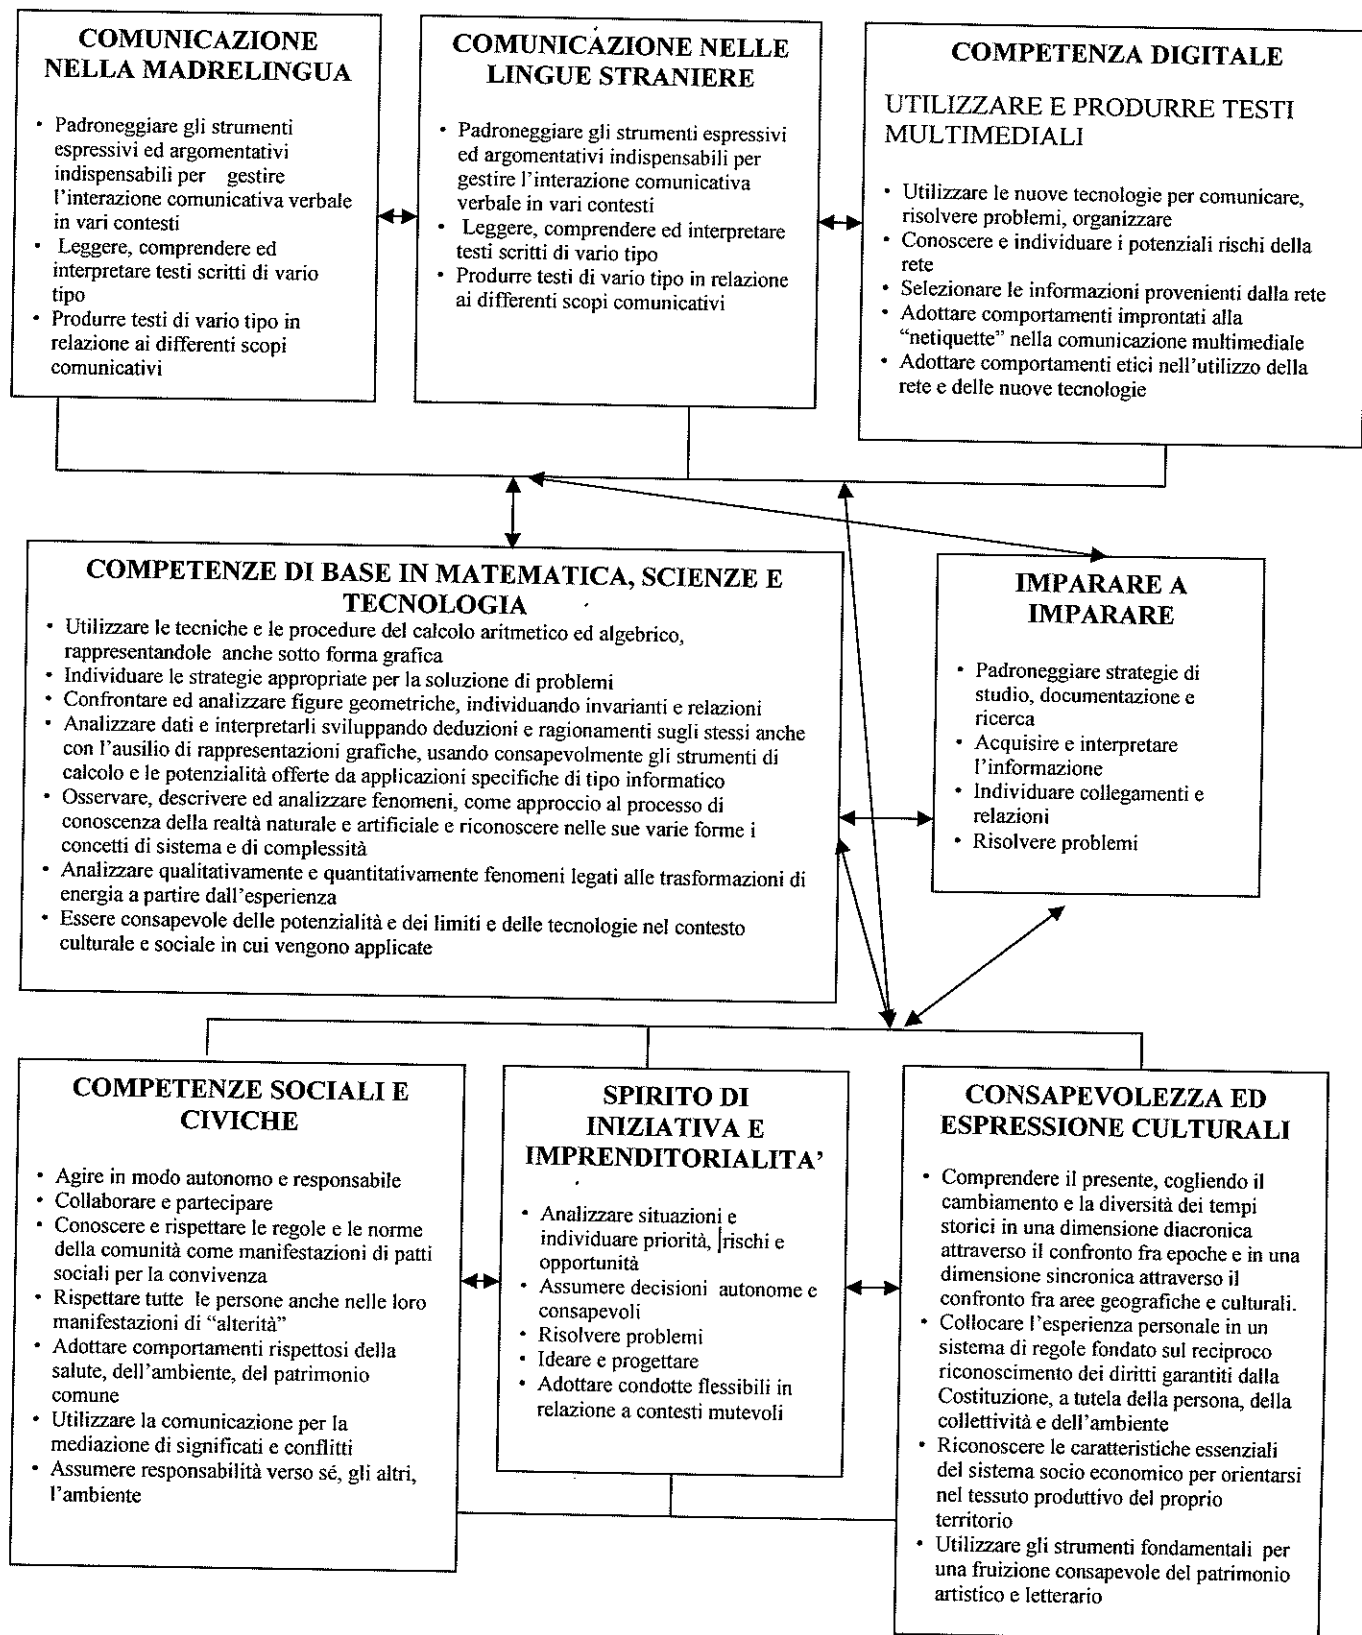 COMUNICAZIONE
NELLA MADRELINGUA
• Padroneggiare gli strumenti
espressivi ed argomentativi
indispensabili per gestire
l'interazione comunicativa verbale
in vari contesti
• Leggere, comprendere ed
interpretare testi scritti di vario
tipo
• Produrre testi di vario tipo in
relazione ai differenti scopi
comunicativi
COMUNICAZIONE NELLE
LINGUE STRANIERE
• Padroneggiare gli strumenti espressivi
ed argomentativi indispensabili per
gestire l'interazione comunicativa
verbale in vari contesti
• Leggere, comprendere ed interpretare
testi scritti di vario tipo
• Produrre testi di vario tipo in relazione
ai differenti scopi comunicativi
COMPETENZA DIGITALE
UTILIZZARE E PRODURRE TESTI
MULTIMEDIALI
• Utilizzare le nuove tecnologie per comunicare,
risolvere problemi, organizzare
• Conoscere e individuare i potenziali rischi della
rete
• Selezionare le informazioni provenienti dalla rete
• Adottare comportamenti improntati alla
“netiquette” nella comunicazione multimediale
• Adottare comportamenti etici nell'utilizzo della
rete e delle nuove tecnologie
COMPETENZE DI BASE IN MATEMATICA, SCIENZE E
TECNOLOGIA
• Utilizzare le tecniche e le procedure del calcolo aritmetico ed algebrico,
rappresentandole anche sotto forma grafica
• Individuare le strategie appropriate per la soluzione di problemi
• Confrontare ed analizzare figure geometriche, individuando invarianti e relazioni
• Analizzare dati e interpretarli sviluppando deduzioni e ragionamenti sugli stessi anche
con l'ausilio di rappresentazioni grafiche, usando consapevolmente gli strumenti di
calcolo e le potenzialità offerte da applicazioni specifiche di tipo informatico
• Osservare, descrivere ed analizzare fenomeni, come approccio al processo di
conoscenza della realtà naturale e artificiale e riconoscere nelle sue varie forme i
concetti di sistema e di complessità
• Analizzare qualitativamente e quantitativamente fenomeni legati alle trasformazioni di
energia a partire dall'esperienza
• Essere consapevole delle potenzialità e dei limiti e delle tecnologie nel contesto
culturale e sociale in cui vengono applicate
IMPARARE A
IMPARARE
• Padroneggiare strategie di
studio, documentazione e
ricerca
• Acquisire e interpretare
l'informazione
• Individuare collegamenti e
relazioni
• Risolvere problemi
COMPETENZE SOCIALI E
CIVICHE
• Agire in modo autonomo e responsabile
• Collaborare e partecipare
• Conoscere e rispettare le regole e le norme
della comunità come manifestazioni di patti
sociali per la convivenza
• Rispettare tutte le persone anche nelle loro
manifestazioni di “alterità”
• Adottare comportamenti rispettosi della
salute, dell'ambiente, del patrimonio
comune
• Utilizzare la comunicazione per la
mediazione di significati e conflitti
• Assumere responsabilità verso sé, gli altri,
l'ambiente
SPIRITO DI
INIZIATIVA E
IMPRENDITORIALITA’
• Analizzare situazioni e
individuare priorità, rischi e
opportunità
• Assumere decisioni autonome e
consapevoli
• Risolvere problemi
• Ideare e progettare
• Adottare condotte flessibili in
relazione a contesti mutevoli
CONSAPEVOLEZZA ED
ESPRESSIONE CULTURALI
• Comprendere il presente, cogliendo il
cambiamento e la diversità dei tempi
storici in una dimensione diacronica
attraverso il confronto fra epoche e in una
dimensione sincronica attraverso il
confronto fra aree geografiche e culturali.
• Collocare l'esperienza personale in un
sistema di regole fondato sul reciproco
riconoscimento dei diritti garantiti dalla
Costituzione, a tutela della persona, della
collettività e dell'ambiente
• Riconoscere le caratteristiche essenziali
del sistema socio economico per orientarsi
nel tessuto produttivo del proprio
territorio
• Utilizzare gli strumenti fondamentali per
una fruizione consapevole del patrimonio
artistico e letterario